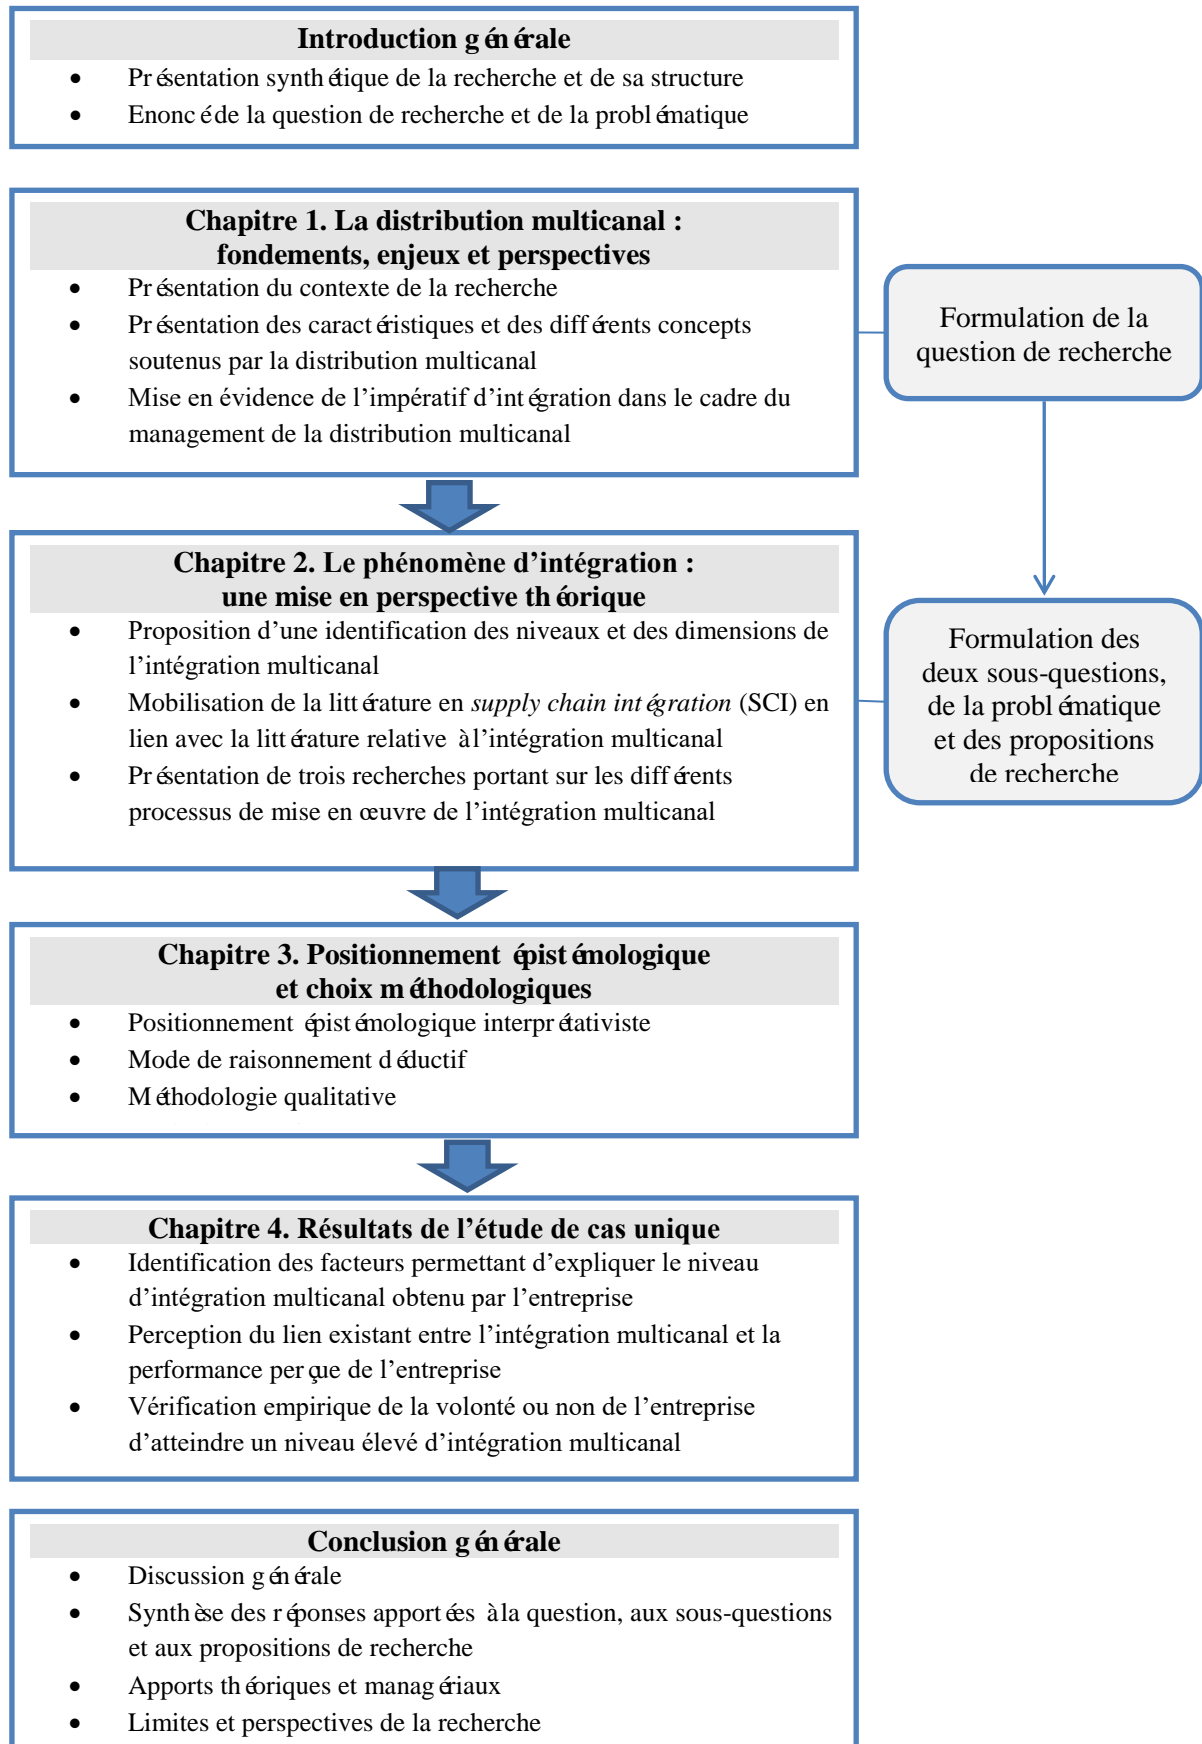 Introduction générale
• Présentation synthétique de la recherche et de sa structure
• Enoncé de la question de recherche et de la problématique
Chapitre 1. La distribution multicanal :
fondements, enjeux et perspectives
• Présentation du contexte de la recherche
• Présentation des caractéristiques et des différents concepts
soutenus par la distribution multicanal
• Mise en évidence de l’impératif d’intégration dans le cadre du
management de la distribution multicanal
Formulation de la
question de recherche
Chapitre 2. Le phénomène d’intégration :
une mise en perspective théorique
• Proposition d’une identification des niveaux et des dimensions de
l’intégration multicanal
• Mobilisation de la littérature en supply chain intégration (SCI) en
lien avec la littérature relative à l’intégration multicanal
• Présentation de trois recherches portant sur les différents
processus de mise en œuvre de l’intégration multicanal
Formulation des
deux sous-questions,
de la problématique
et des propositions
de recherche
Chapitre 3. Positionnement épistémologique
et choix méthodologiques
• Positionnement épistémologique interprétativiste
• Mode de raisonnement déductif
• Méthodologie qualitative
Chapitre 4. Résultats de l’étude de cas unique
• Identification des facteurs permettant d’expliquer le niveau
d’intégration multicanal obtenu par l’entreprise
• Perception du lien existant entre l’intégration multicanal et la
performance perçue de l’entreprise
• Vérification empirique de la volonté ou non de l’entreprise
d’atteindre un niveau élevé d’intégration multicanal
Conclusion générale
• Discussion générale
• Synthèse des réponses apportées à la question, aux sous-questions
et aux propositions de recherche
• Apports théoriques et managériaux
• Limites et perspectives de la recherche